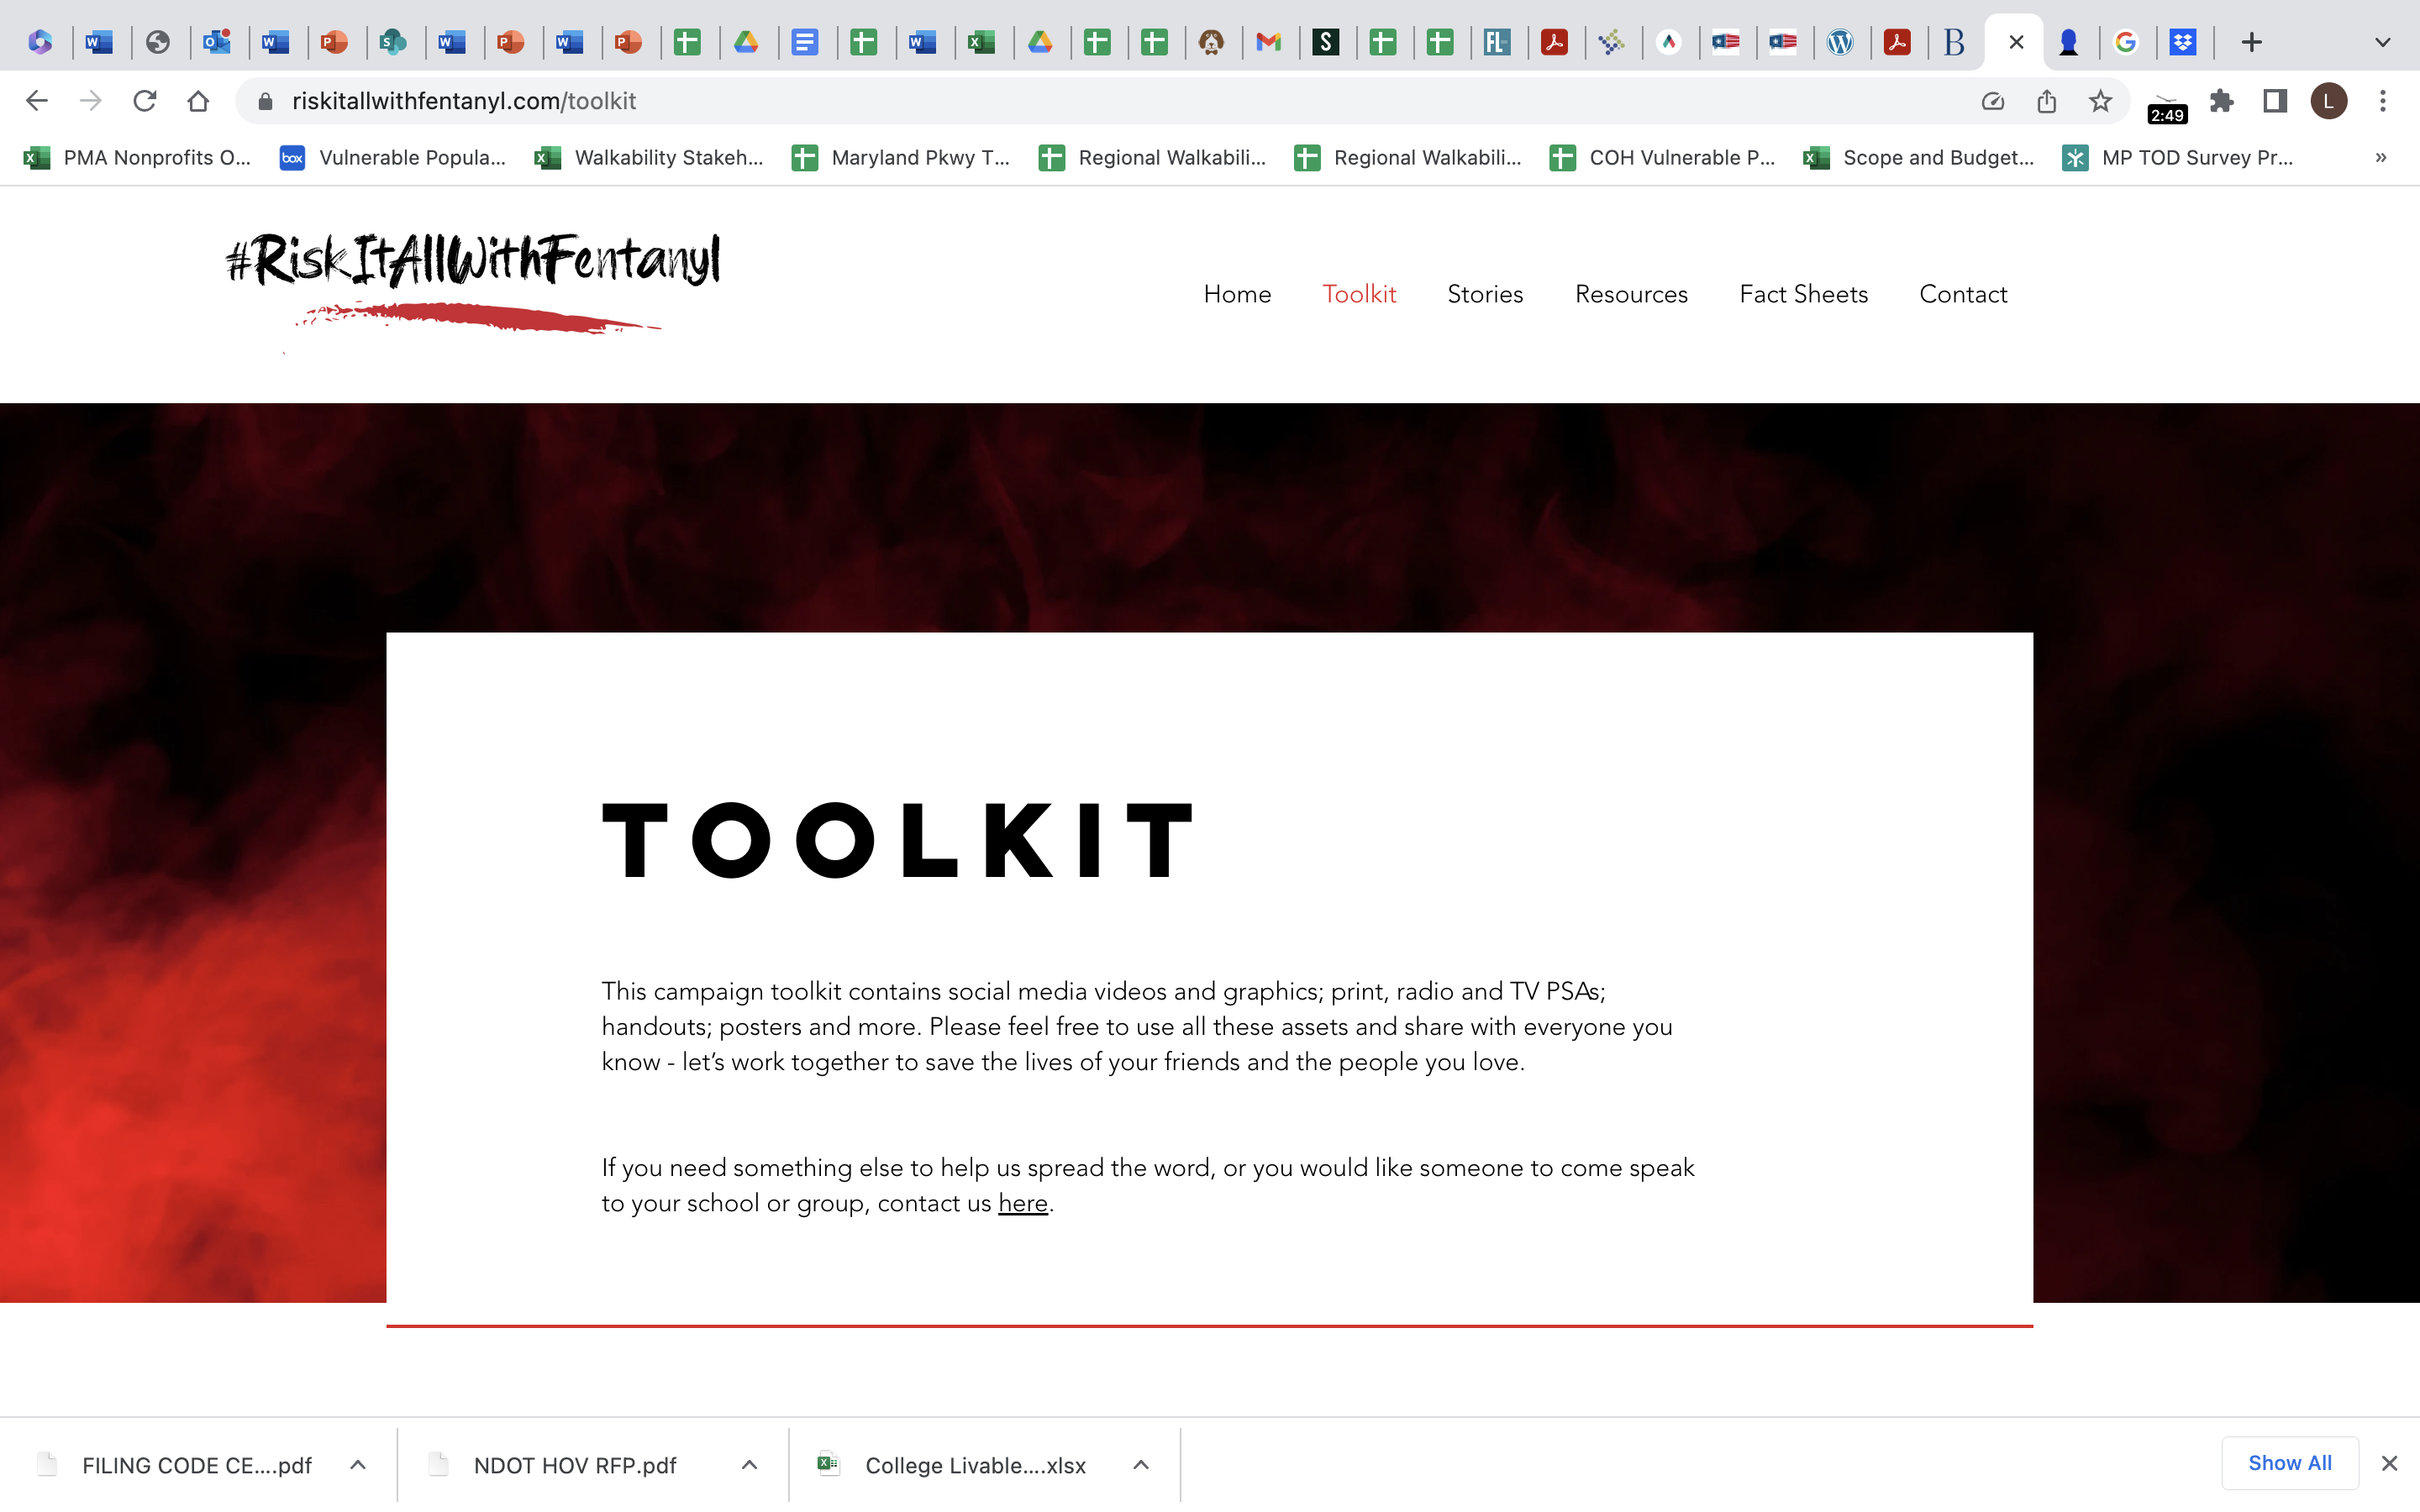 riskitallwithfentanyl.com/toolkit
2:49
L
PMA Nonprofits O...
box
Vulnerable Popula...
Walkability Stakeh...
Maryland Pkwy T...
Regional Walkabili...
Regional Walkabili...
COH Vulnerable P...
Scope and Budget...
MP TOD Survey Pr...
»
#RiskItAllWithFentanyl
Home
Toolkit
Stories
Resources
Fact Sheets
Contact
TOOLKIT
This campaign toolkit contains social media videos and graphics; print, radio and TV PSAs;
handouts; posters and more. Please feel free to use all these assets and share with everyone you
know - let’s work together to save the lives of your friends and the people you love.
If you need something else to help us spread the word, or you would like someone to come speak
to your school or group, contact us here.
FILING CODE CE....pdf
NDOT HOV RFP.pdf
College Livable....xlsx
Show All